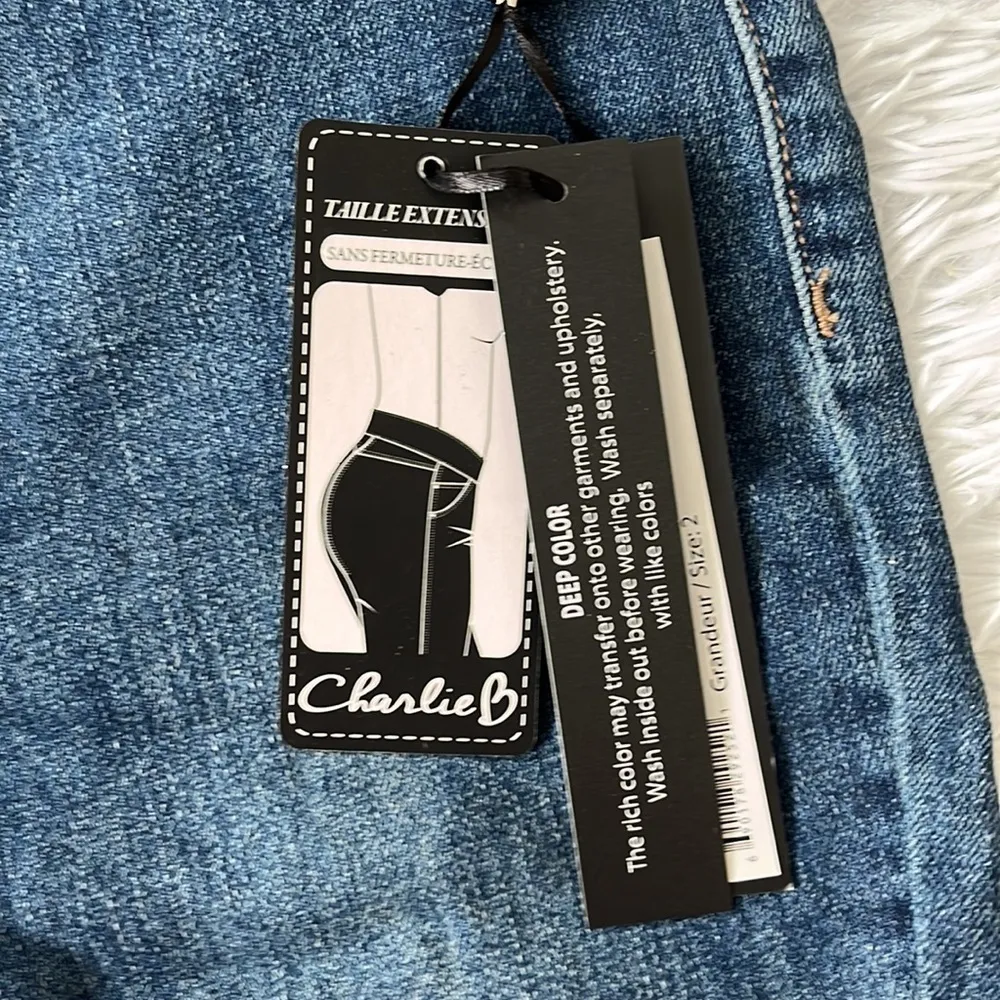 TAILLE EXTENS
SANS FERMETURE-ÉC
Charlie B
DEEP COLOR
The rich color may transfer onto other garments and upholstery,
Wash inside out before wearing, Wash separately,
with like colors
Grandeur / Size: 2